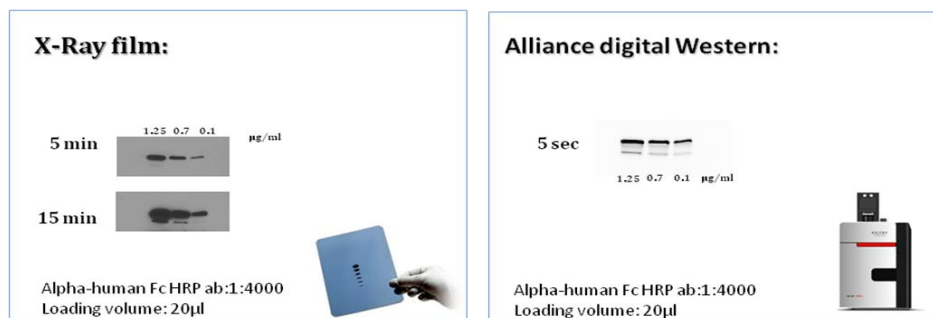 X-Ray film:
5 min
1.25 0.7 0.1 µg/ml
15 min
Alpha-human Fc HRP ab:1:4000
Loading volume: 20µl
Alliance digital Western:
5 sec
1.25 0.7 0.1 µg/ml
Alpha-human Fc HRP ab:1:4000
Loading volume: 20µl